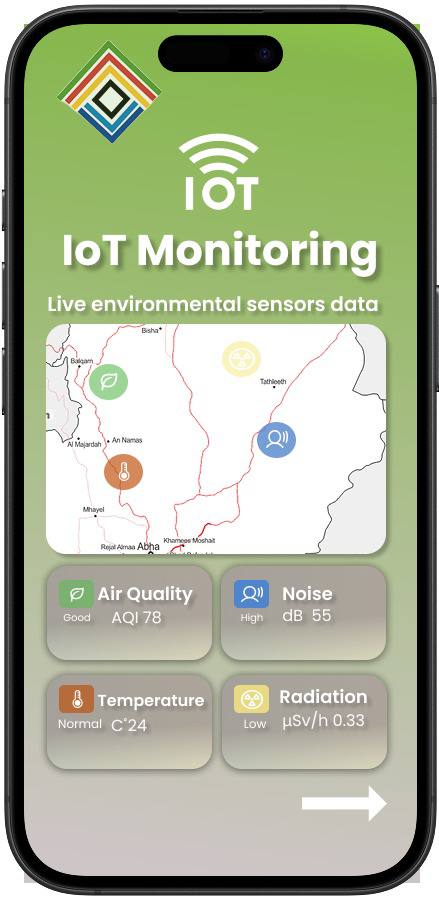 IOT
IoT Monitoring
Live environmental sensors data
Bisha
Balqarn
Tathleeth
Al Majardah
An Namas
Mhayel
Rejal Almaa
Abha
Khamees Moshait
Air Quality
Good
AQI 78
Noise
High
dB 55
Temperature
Normal
C°24
Radiation
Low
µSv/h 0.33